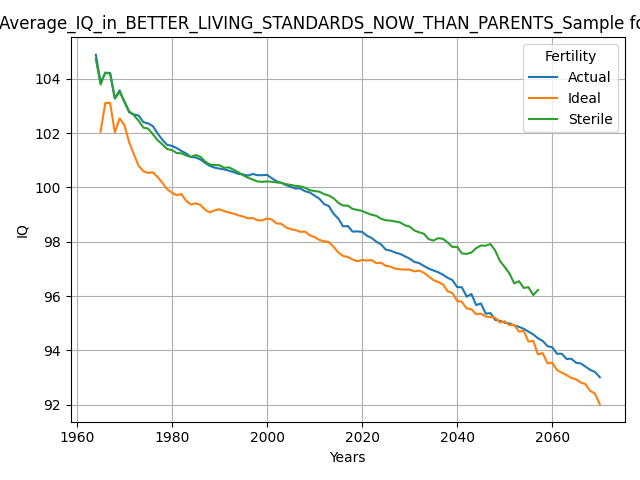 Average_IQ_in_BETTER_LIVING_STANDARDS_NOW_THAN_PARENTS_Sample fo
Fertility
Actual
Ideal
Sterile
104
102
100
98
96
94
92
IQ
1960 1980 2000 2020 2040 2060
Years